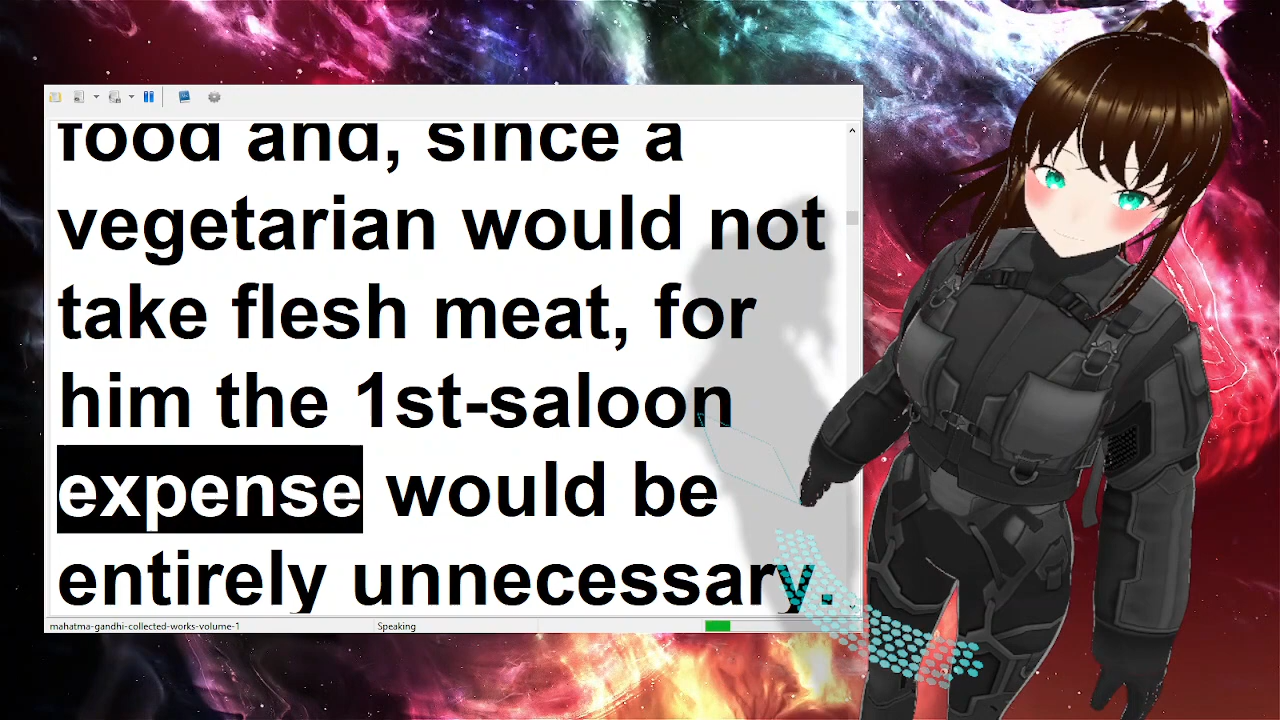 food and, since a
vegetarian would not
take flesh meat, for
him the 1st-saloon
expense would be
entirely unnecessary.
mahatma-gandhi-collected-works-volume-1
Speaking